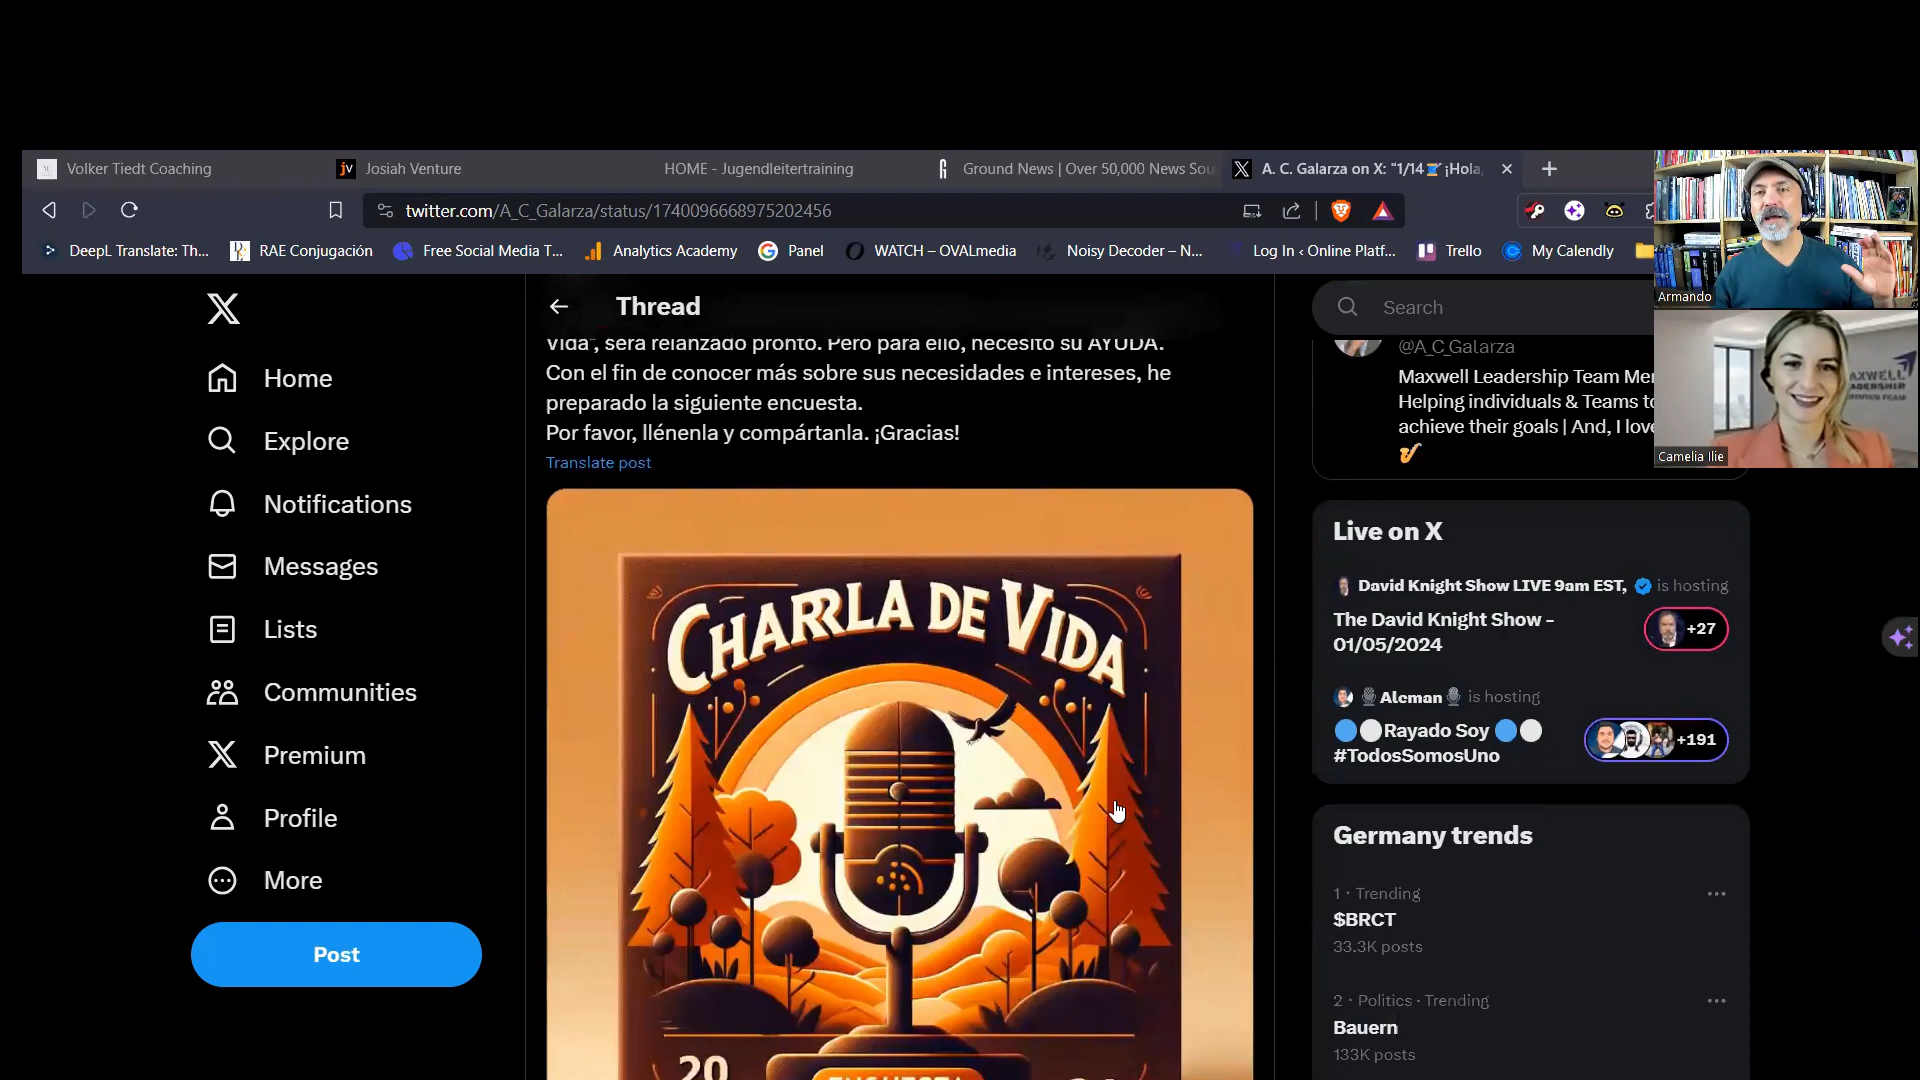 Volker Tiedt Coaching
jv Josiah Venture
HOME - Jugendleitertraining
Ground News | Over 50,000 News Sou
A. C. Galarza on X: "1/14 ¡Hola,
twitter.com/A_C_Galarza/status/1740096668975202456
DeepL Translate: Th...
RAE Conjugación
Free Social Media T...
Analytics Academy
Panel
WATCH – OVALmedia
Noisy Decoder – N...
Log In ‹ Online Platf...
Trello
My Calendly
Armando
AXWELL
Camelia Ilie
Home
Explore
Notifications
Messages
Lists
Communities
Premium
Profile
More
Post
Thread
Vida", será relanzado pronto. Pero para ello, necesito su AYUDA.
Con el fin de conocer más sobre sus necesidades e intereses, he
preparado la siguiente encuesta.
Por favor, llénenla y compártanla. ¡Gracias!
Translate post
CHARRLA DE VIDA
20
Search
@A_C_Galarza
Maxwell Leadership Team Me
Helping individuals & Teams to
achieve their goals | And, I love
Live on X
David Knight Show LIVE 9am EST, is hosting
The David Knight Show –
01/05/2024
+27
Aleman is hosting
Rayado Soy
#TodosSomosUno
+191
Germany trends
1 · Trending
$BRCT
33.3K posts
2 · Politics · Trending
Bauern
133K posts